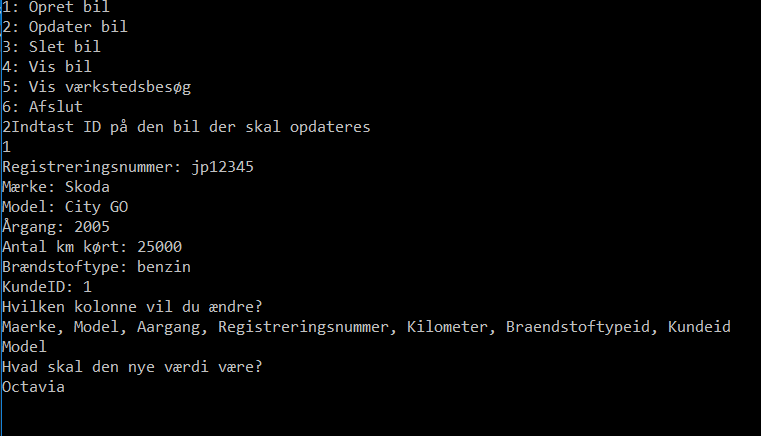 1: Opret bil
2: Opdater bil
3: Slet bil
4: Vis bil
5: Vis værkstedsbesøg
6: Afslut
2Indtast ID på den bil der skal opdateres
1
Registreringsnummer: jp12345
Mærke: Skoda
Model: City GO
Årgang: 2005
Antal km kørt: 25000
Brændstoftype: benzin
KundeID: 1
Hvilken kolonne vil du ændre?
Maerke, Model, Aargang, Registreringsnummer, Kilometer, Braendstoftypeid, Kundeid
Model
Hvad skal den nye værdi være?
Octavia